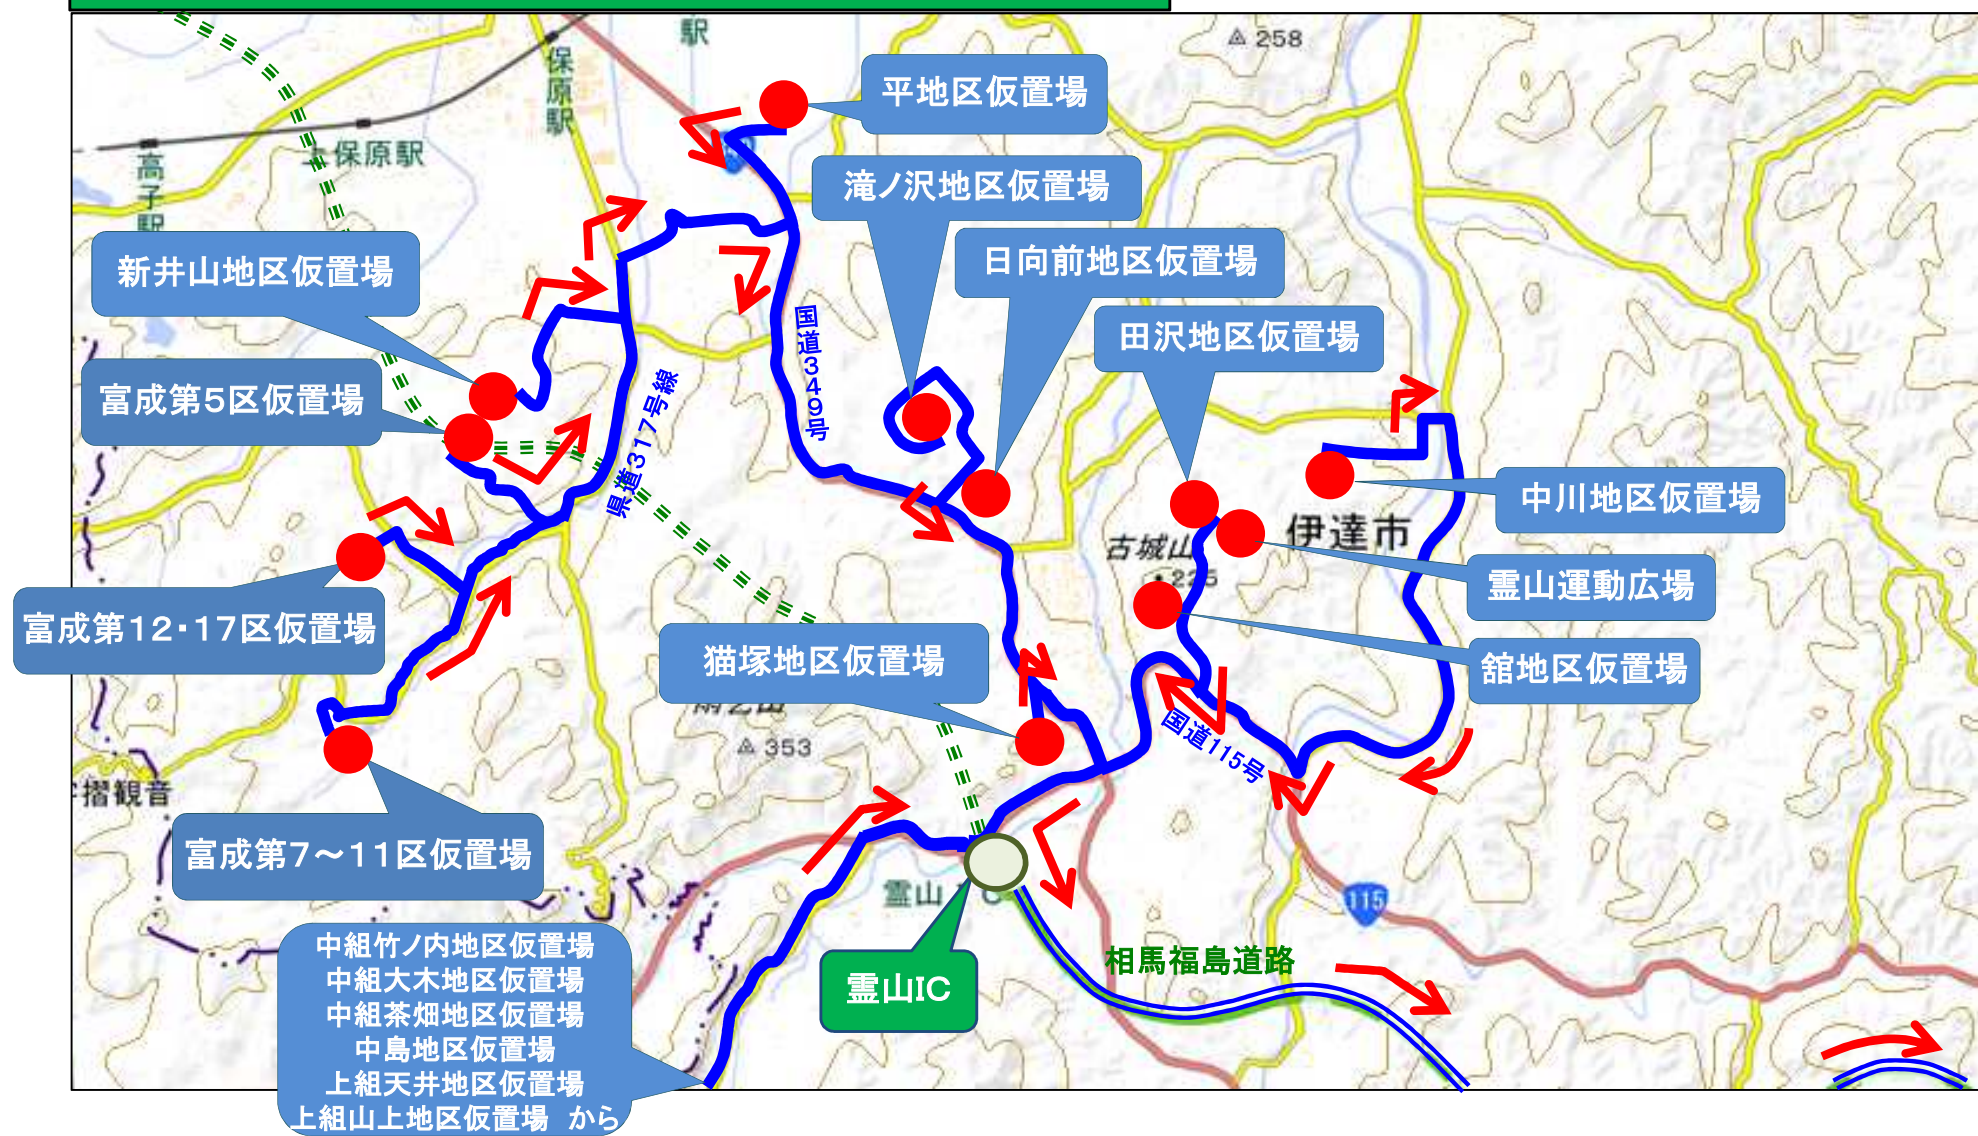 駅
△ 258
保原駅
平地区仮置場
上保原駅
高子駅
滝ノ沢地区仮置場
新井山地区仮置場
日向前地区仮置場
田沢地区仮置場
国道349号
富成第5区仮置場
県道317号線
中川地区仮置場
伊達市
古城山
・225
霊山運動広場
富成第12・17区仮置場
猫塚地区仮置場
舘地区仮置場
国道115号
△ 353
摺観音
富成第7~11区仮置場
霊山
115
中組竹ノ内地区仮置場
中組大木地区仮置場
中組茶畑地区仮置場
中島地区仮置場
上組天井地区仮置場
上組山上地区仮置場 から
相馬福島道路
霊山IC